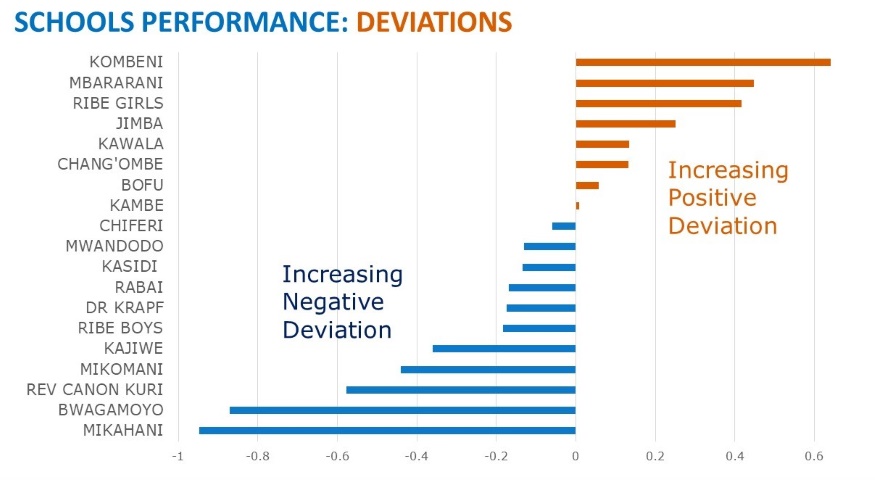 SCHOOLS PERFORMANCE: DEVIATIONS
KOMBENI
MBARARANI
RIBE GIRLS
JIMBA
KAWALA
CHANG'OMBE
BOFU
KAMBE
CHIFERI
MWANDODO
KASIDI
RABAI
DR KRAPF
RIBE BOYS
KAJIWE
MIKOMANI
REV CANON KURI
BWAGAMOYO
MIKAHANI
Increasing
Positive
Deviation
Increasing
Negative
Deviation
-1 -0.8 -0.6 -0.4 -0.2 0 0.2 0.4 0.6